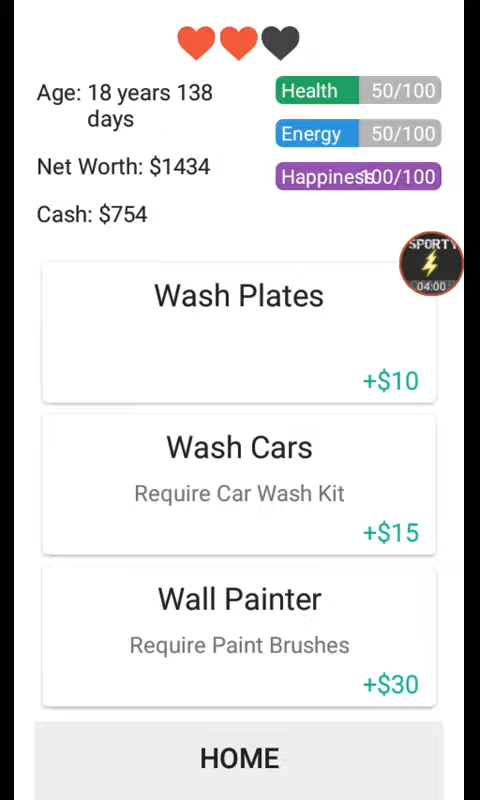 Age: 18 years 138
days
Health 50/100
Energy 50/100
Net Worth: $1434
Happiness 100/100
Cash: $754
SPORTY
04:00
Wash Plates
+$10
Wash Cars
Require Car Wash Kit
+$15
Wall Painter
Require Paint Brushes
+$30
HOME